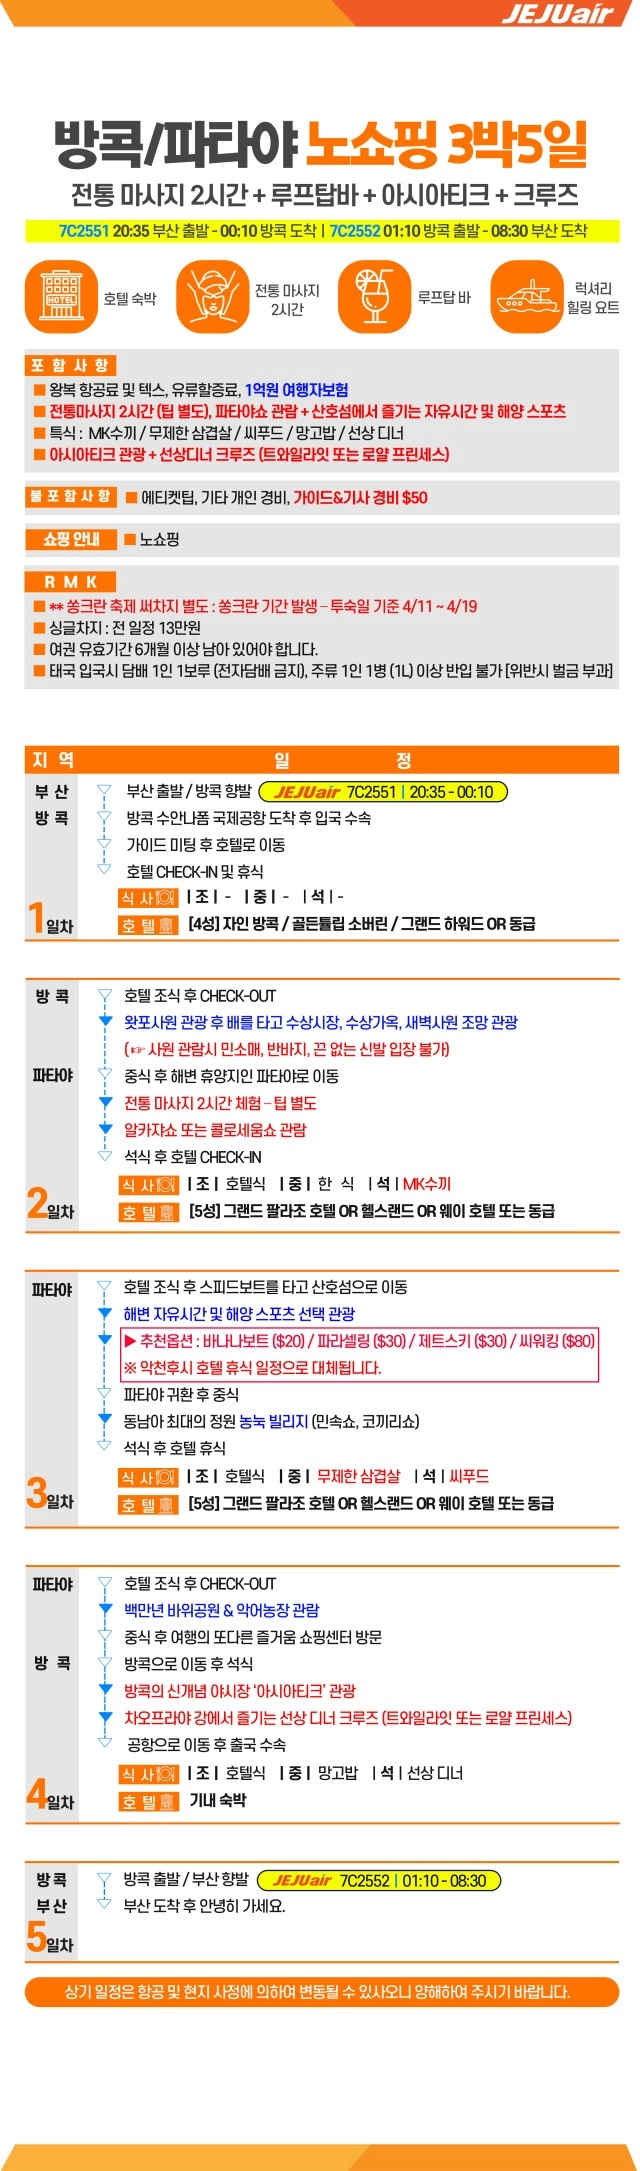 JEJUair
방콕/파타야 노쇼핑 3박5일
전통 마사지 2시간 + 루프탑바 + 아시아티크 + 크루즈
7C2551 20:35 부산 출발 - 00:10 방콕 도착 | 7C2552 01:10 방콕 출발 - 08:30 부산 도착
HOTEL
호텔 숙박
전통 마사지
2시간
루프탑 바
럭셔리
힐링 요트
포 함 사 항
■ 왕복 항공료 및 텍스, 유류할증료, 1억원 여행자보험
■ 전통마사지 2시간 (팁 별도), 파타야쇼 관람 + 산호섬에서 즐기는 자유시간 및 해양 스포츠
■ 특식 : MK수끼 / 무제한 삼겹살 / 씨푸드 / 망고밥 / 선상 디너
■ 아시아티크 관광 + 선상디너 크루즈 (트와일라잇 또는 로얄 프린세스)
불 포 함 사 항 ■ 에티켓팁, 기타 개인 경비, 가이드&기사 경비 $50
쇼핑 안내 ■ 노쇼핑
R M K
■ ** 쏭크란 축제 써차지 별도 : 쏭크란 기간 발생 - 투숙일 기준 4/11 ~ 4/19
■ 싱글차지 : 전 일정 13만원
■ 여권 유효기간 6개월 이상 남아 있어야 합니다.
■ 태국 입국시 담배 1인 1보루 (전자담배 금지), 주류 1인 1병 (1L) 이상 반입 불가 [위반시 벌금 부과]
지 역 일 정
부 산 부산 출발 / 방콕 향발 JEJUair 7C2551 | 20:35 - 00:10
방 콕 방콕 수안나폼 국제공항 도착 후 입국 수속
가이드 미팅 후 호텔로 이동
호텔 CHECK-IN 및 휴식
식 사 | 조 | - | 중 | - | 석 | -
1일차 호 텔 [4성] 자인 방콕 / 골든튤립 소버린 / 그랜드 하워드 OR 동급
방 콕 호텔 조식 후 CHECK-OUT
왓포사원 관광 후 배를 타고 수상시장, 수상가옥, 새벽사원 조망 관광
(☞ 사원 관람시 민소매, 반바지, 끈 없는 신발 입장 불가)
파타야 중식 후 해변 휴양지인 파타야로 이동
전통 마사지 2시간 체험 - 팁 별도
알카쟈쇼 또는 콜로세움쇼 관람
석식 후 호텔 CHECK-IN
식 사 | 조 | 호텔식 | 중 | 한 식 | 석 | MK수끼
2일차 호 텔 [5성] 그랜드 팔라조 호텔 OR 헬스랜드 OR 웨이 호텔 또는 동급
파타야 호텔 조식 후 스피드보트를 타고 산호섬으로 이동
해변 자유시간 및 해양 스포츠 선택 관광
▶ 추천옵션 : 바나나보트 ($20) / 파라셀링 ($30) / 제트스키 ($30) / 씨워킹 ($80)
※ 악천후시 호텔 휴식 일정으로 대체됩니다.
파타야 귀환 후 중식
동남아 최대의 정원 농눅 빌리지 (민속쇼, 코끼리쇼)
석식 후 호텔 휴식
식 사 | 조 | 호텔식 | 중 | 무제한 삼겹살 | 석 | 씨푸드
3일차 호 텔 [5성] 그랜드 팔라조 호텔 OR 헬스랜드 OR 웨이 호텔 또는 동급
파타야 호텔 조식 후 CHECK-OUT
백만년 바위공원 & 악어농장 관람
중식 후 여행의 또다른 즐거움 쇼핑센터 방문
방 콕 방콕으로 이동 후 석식
방콕의 신개념 야시장 ‘아시아티크’ 관광
차오프라야 강에서 즐기는 선상 디너 크루즈 (트와일라잇 또는 로얄 프린세스)
공항으로 이동 후 출국 수속
식 사 | 조 | 호텔식 | 중 | 망고밥 | 석 | 선상 디너
4일차 호 텔 기내 숙박
방 콕 방콕 출발 / 부산 향발 JEJUair 7C2552 | 01:10 - 08:30
부 산 부산 도착 후 안녕히 가세요.
5일차
상기 일정은 항공 및 현지 사정에 의하여 변동될 수 있사오니 양해하여 주시기 바랍니다.